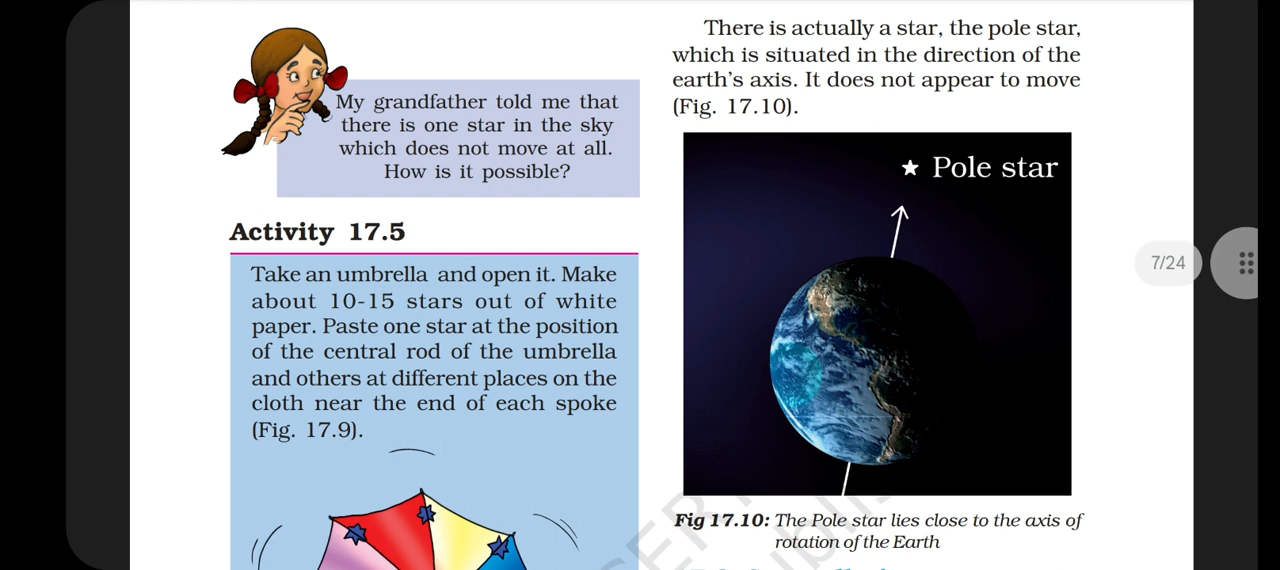 My grandfather told me that
there is one star in the sky
which does not move at all.
How is it possible?
Activity 17.5
Take an umbrella and open it. Make
about 10-15 stars out of white
paper. Paste one star at the position
of the central rod of the umbrella
and others at different places on the
cloth near the end of each spoke
(Fig. 17.9).
There is actually a star, the pole star,
which is situated in the direction of the
earth's axis. It does not appear to move
(Fig. 17.10).
Pole star
Fig 17.10: The Pole star lies close to the axis of
rotation of the Earth
7/24